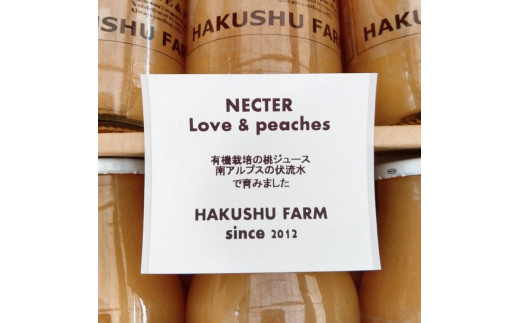 HAKUSHU FARM
NECTER
Love & peaches
有機栽培の桃ジュース
南アルプスの伏流水
で育みました
HAKUSHU FARM
since 2012